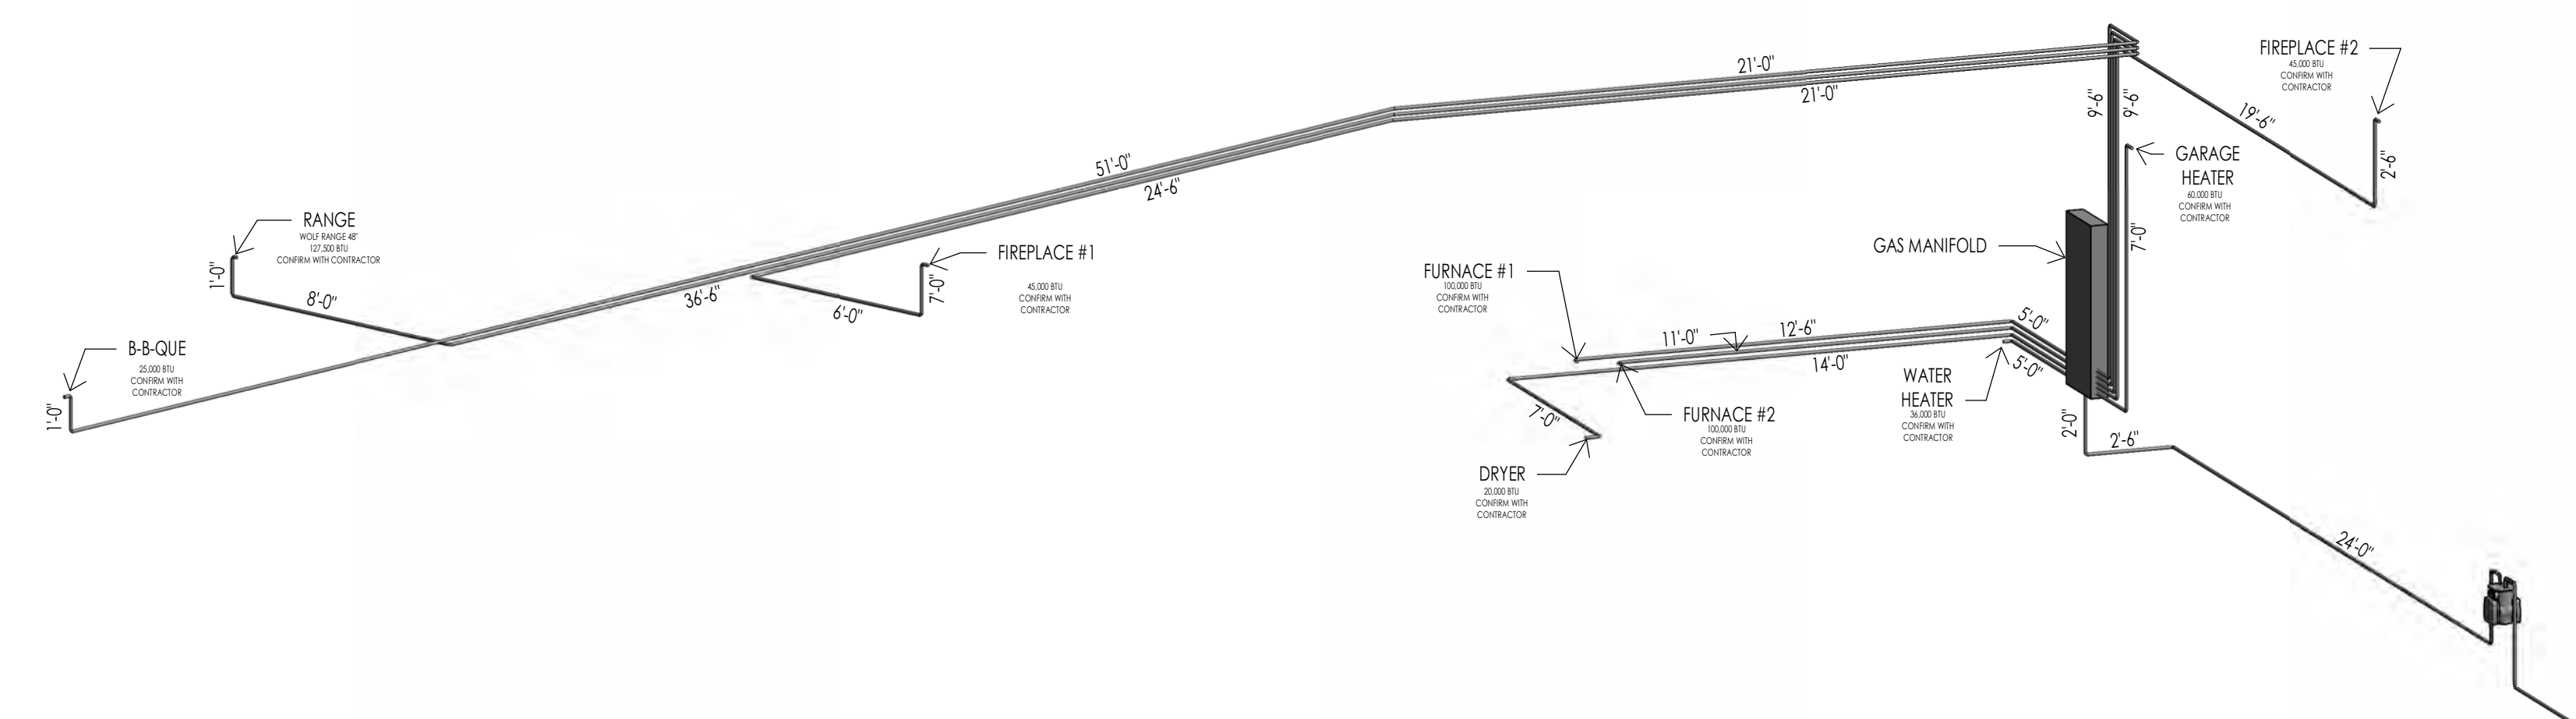 21'-0"
21'-0"
FIREPLACE #2
45,000 BTU
CONFIRM WITH
CONTRACTOR
9'-6"
9'-6"
19'-6"
2'-6"
51'-0"
24'-6"
GARAGE
HEATER
60,000 BTU
CONFIRM WITH
CONTRACTOR
7'-0"
RANGE
WOLF RANGE 48"
127,500 BTU
CONFIRM WITH CONTRACTOR
1'-0"
8'-0"
36'-6"
FIREPLACE #1
45,000 BTU
CONFIRM WITH
CONTRACTOR
7'-0"
6'-0"
GAS MANIFOLD
FURNACE #1
100,000 BTU
CONFIRM WITH
CONTRACTOR
11'-0"
12'-6"
5'-0"
14'-0"
5'-0"
B-B-QUE
25,000 BTU
CONFIRM WITH
CONTRACTOR
1'-0"
WATER
HEATER
36,000 BTU
CONFIRM WITH
CONTRACTOR
7'-0"
FURNACE #2
100,000 BTU
CONFIRM WITH
CONTRACTOR
2'-0"
2'-6"
DRYER
20,000 BTU
CONFIRM WITH
CONTRACTOR
24'-0"